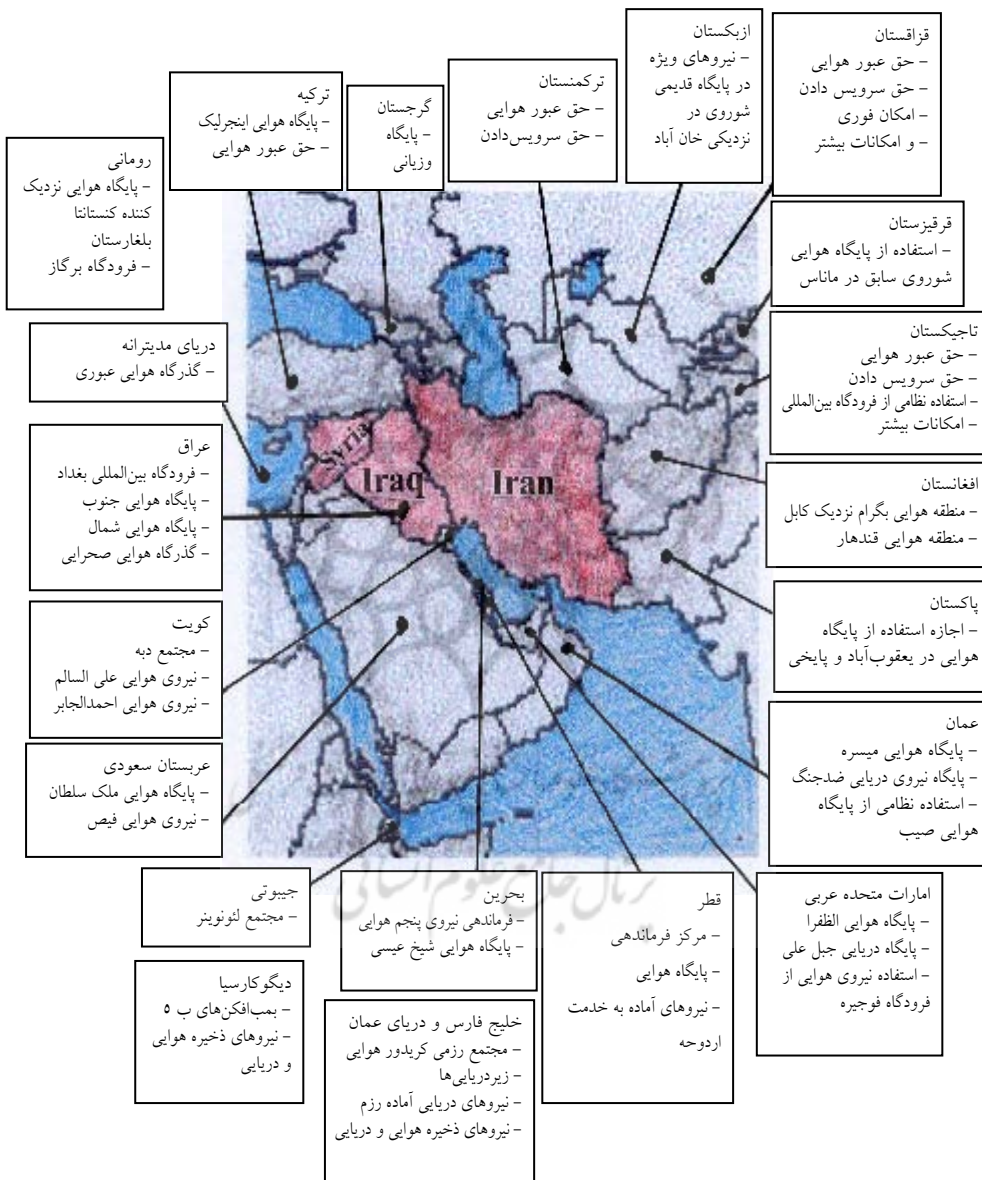 قزاقستان
- حق عبور هوایی
- حق سرویس دادن
- امکان فوری
- و امکانات بیشتر
ازبکستان
- نیروهای ویژه
در پایگاه قدیمی
شوروی در
نزدیکی خان آباد
ترکمنستان
- حق عبور هوایی
- حق سرویس‌دادن
گرجستان
- پایگاه
وزیانی
ترکیه
- پایگاه هوایی اینجرلیک
- حق عبور هوایی
رومانی
- پایگاه هوایی نزدیک
کننده کنستانتا
بلغارستان
- فرودگاه برگاز
قرقیزستان
- استفاده از پایگاه هوایی
شوروی سابق در ماناس
تاجیکستان
- حق عبور هوایی
- حق سرویس دادن
- استفاده نظامی از فرودگاه بین‌المللی
- امکانات بیشتر
دریای مدیترانه
- گذرگاه هوایی عبوری
عراق
- فرودگاه بین‌المللی بغداد
- پایگاه هوایی جنوب
- پایگاه هوایی شمال
- گذرگاه هوایی صحرایی
Syria
Iraq
Iran
افغانستان
- منطقه هوایی بگرام نزدیک کابل
- منطقه هوایی قندهار
پاکستان
- اجازه استفاده از پایگاه
هوایی در یعقوب‌آباد و پایخی
کویت
- مجتمع دبه
- نیروی هوایی علی السالم
- نیروی هوایی احمدالجابر
عمان
- پایگاه هوایی میسره
- پایگاه نیروی دریایی ضدجنگ
- استفاده نظامی از پایگاه
هوایی صیب
عربستان سعودی
- پایگاه هوایی ملک سلطان
- نیروی هوایی فیص
جیبوتی
- مجتمع لئونوینر
بحرین
- فرماندهی نیروی پنجم هوایی
- پایگاه هوایی شیخ عیسی
قطر
- مرکز فرماندهی
- پایگاه هوایی
- نیروهای آماده به خدمت
اردوحه
امارات متحده عربی
- پایگاه هوایی الظفرا
- پایگاه دریایی جبل علی
- استفاده نیروی هوایی از
فرودگاه فوجیره
دیگوکارسیا
- بمب‌افکن‌های ب ۵
- نیروهای ذخیره هوایی
و دریایی
خلیج فارس و دریای عمان
- مجتمع رزمی کریدور هوایی
زیردریایی‌ها
- نیروهای دریایی آماده رزم
- نیروهای ذخیره هوایی و دریایی
پرتال جامع علوم انسانی